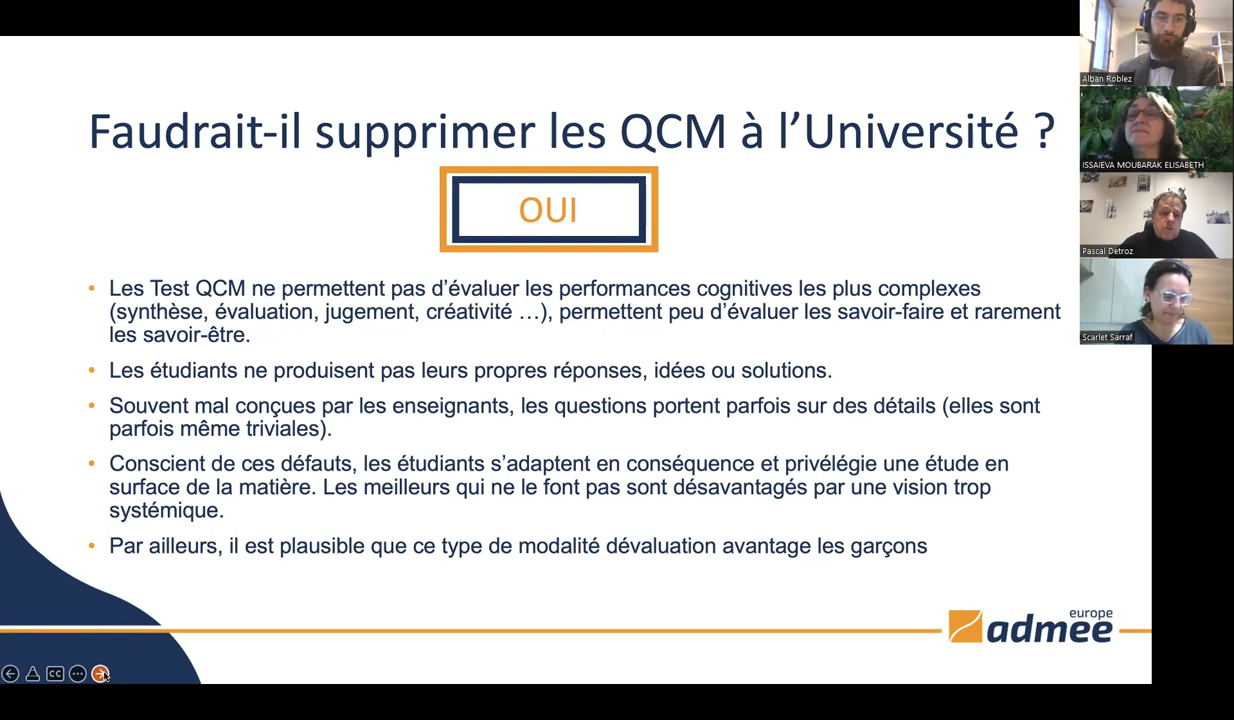 Faudrait-il supprimer les QCM à l'Université ?
OUI
• Les Test QCM ne permettent pas d'évaluer les performances cognitives les plus complexes
(synthèse, évaluation, jugement, créativité ...), permettent peu d'évaluer les savoir-faire et rarement
les savoir-être.
• Les étudiants ne produisent pas leurs propres réponses, idées ou solutions.
• Souvent mal conçues par les enseignants, les questions portent parfois sur des détails (elles sont
parfois même triviales).
• Conscient de ces défauts, les étudiants s'adaptent en conséquence et privélégie une étude en
surface de la matière. Les meilleurs qui ne le font pas sont désavantagés par une vision trop
systémique.
• Par ailleurs, il est plausible que ce type de modalité dévaluation avantage les garçons
europe
admee
CC
Alban Roblez
ISSAIEVA MOUBARAK ELISABETH
Pascal Detroz
Scarlet Sarraf